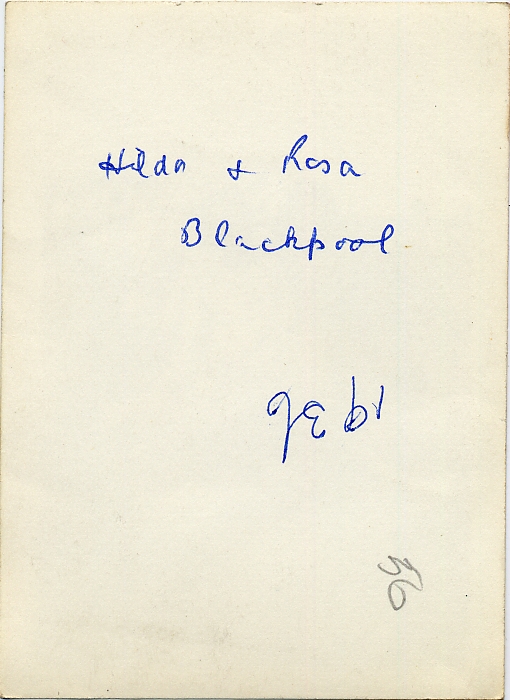 Hilda + Rosa
Blackpool
1936